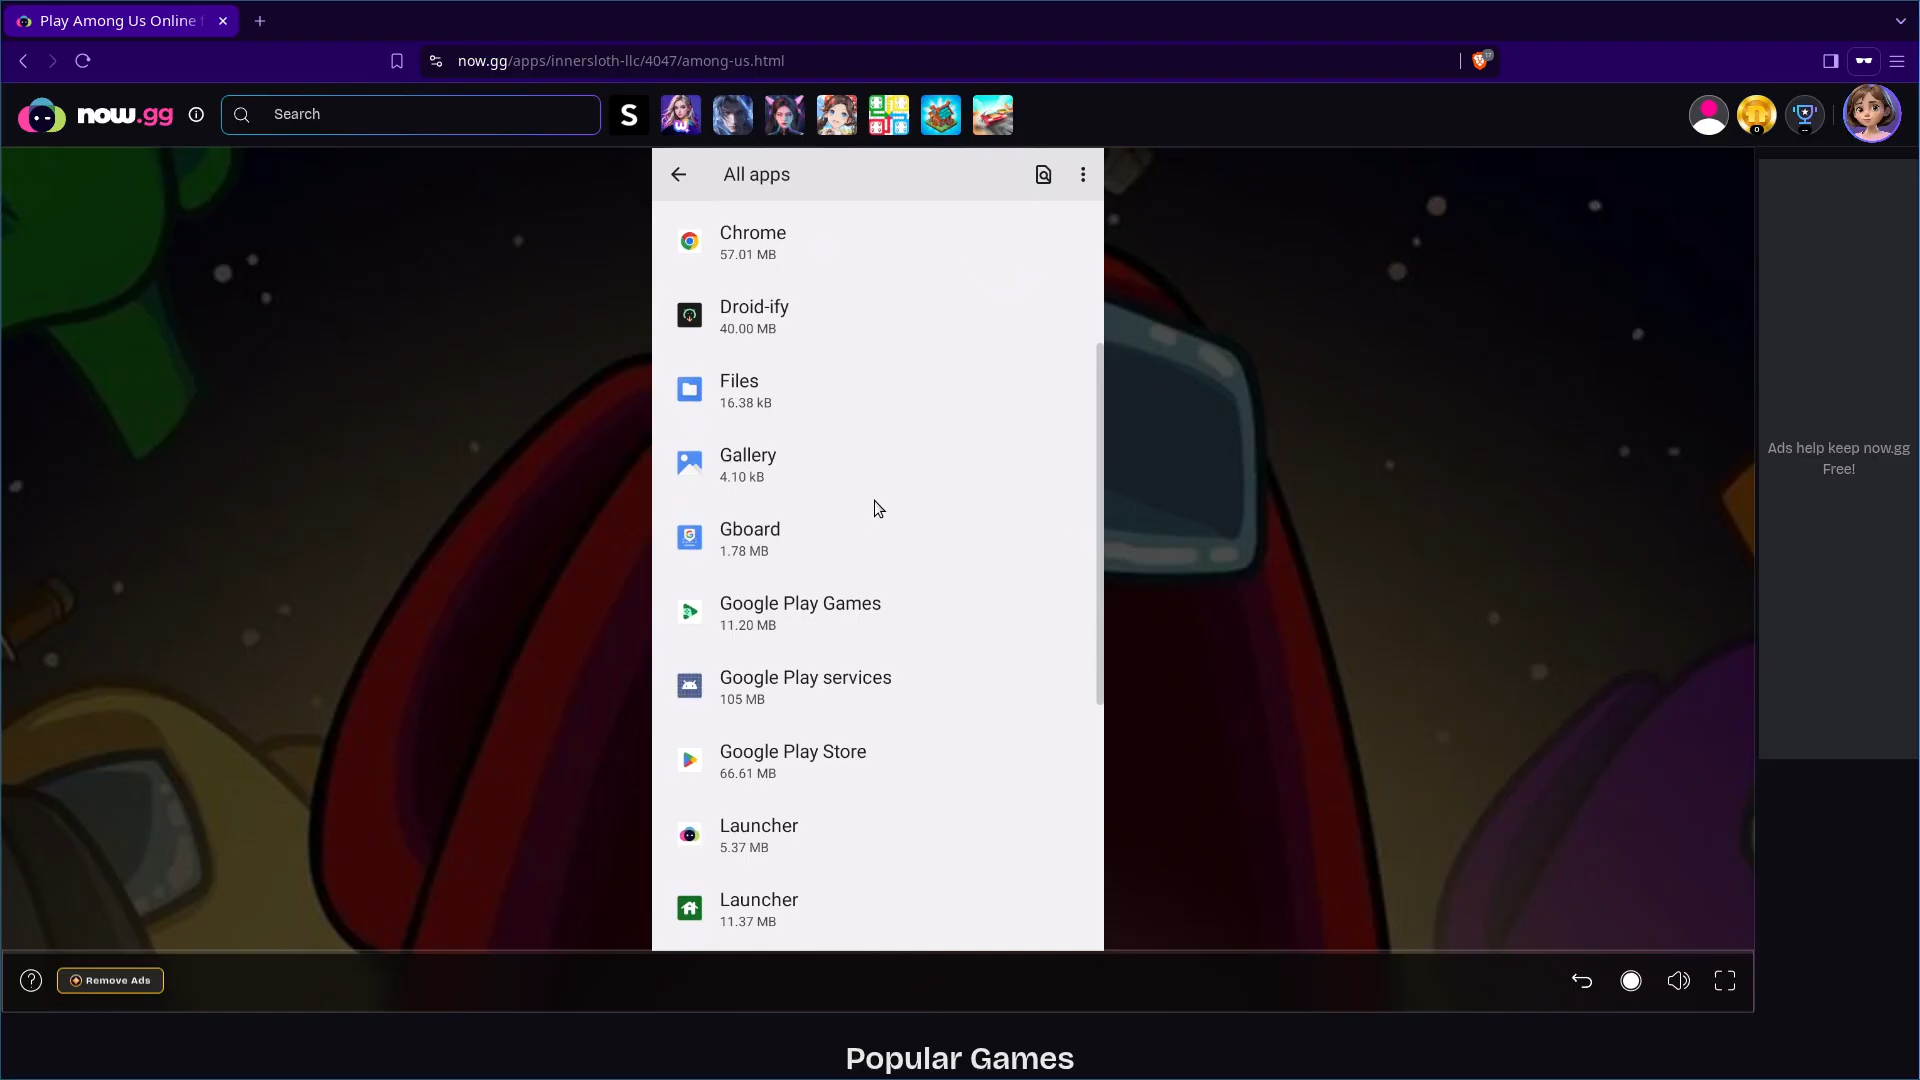 Play Among Us Online
now.gg/apps/innersloth-llc/4047/among-us.html
17
now.gg
Search
S
0
--
All apps
Chrome
57.01 MB
Droid-ify
40.00 MB
Files
16.38 kB
Gallery
4.10 kB
Gboard
1.78 MB
Google Play Games
11.20 MB
Google Play services
105 MB
Google Play Store
66.61 MB
Launcher
5.37 MB
Launcher
11.37 MB
Ads help keep now.gg
Free!
Remove Ads
Popular Games